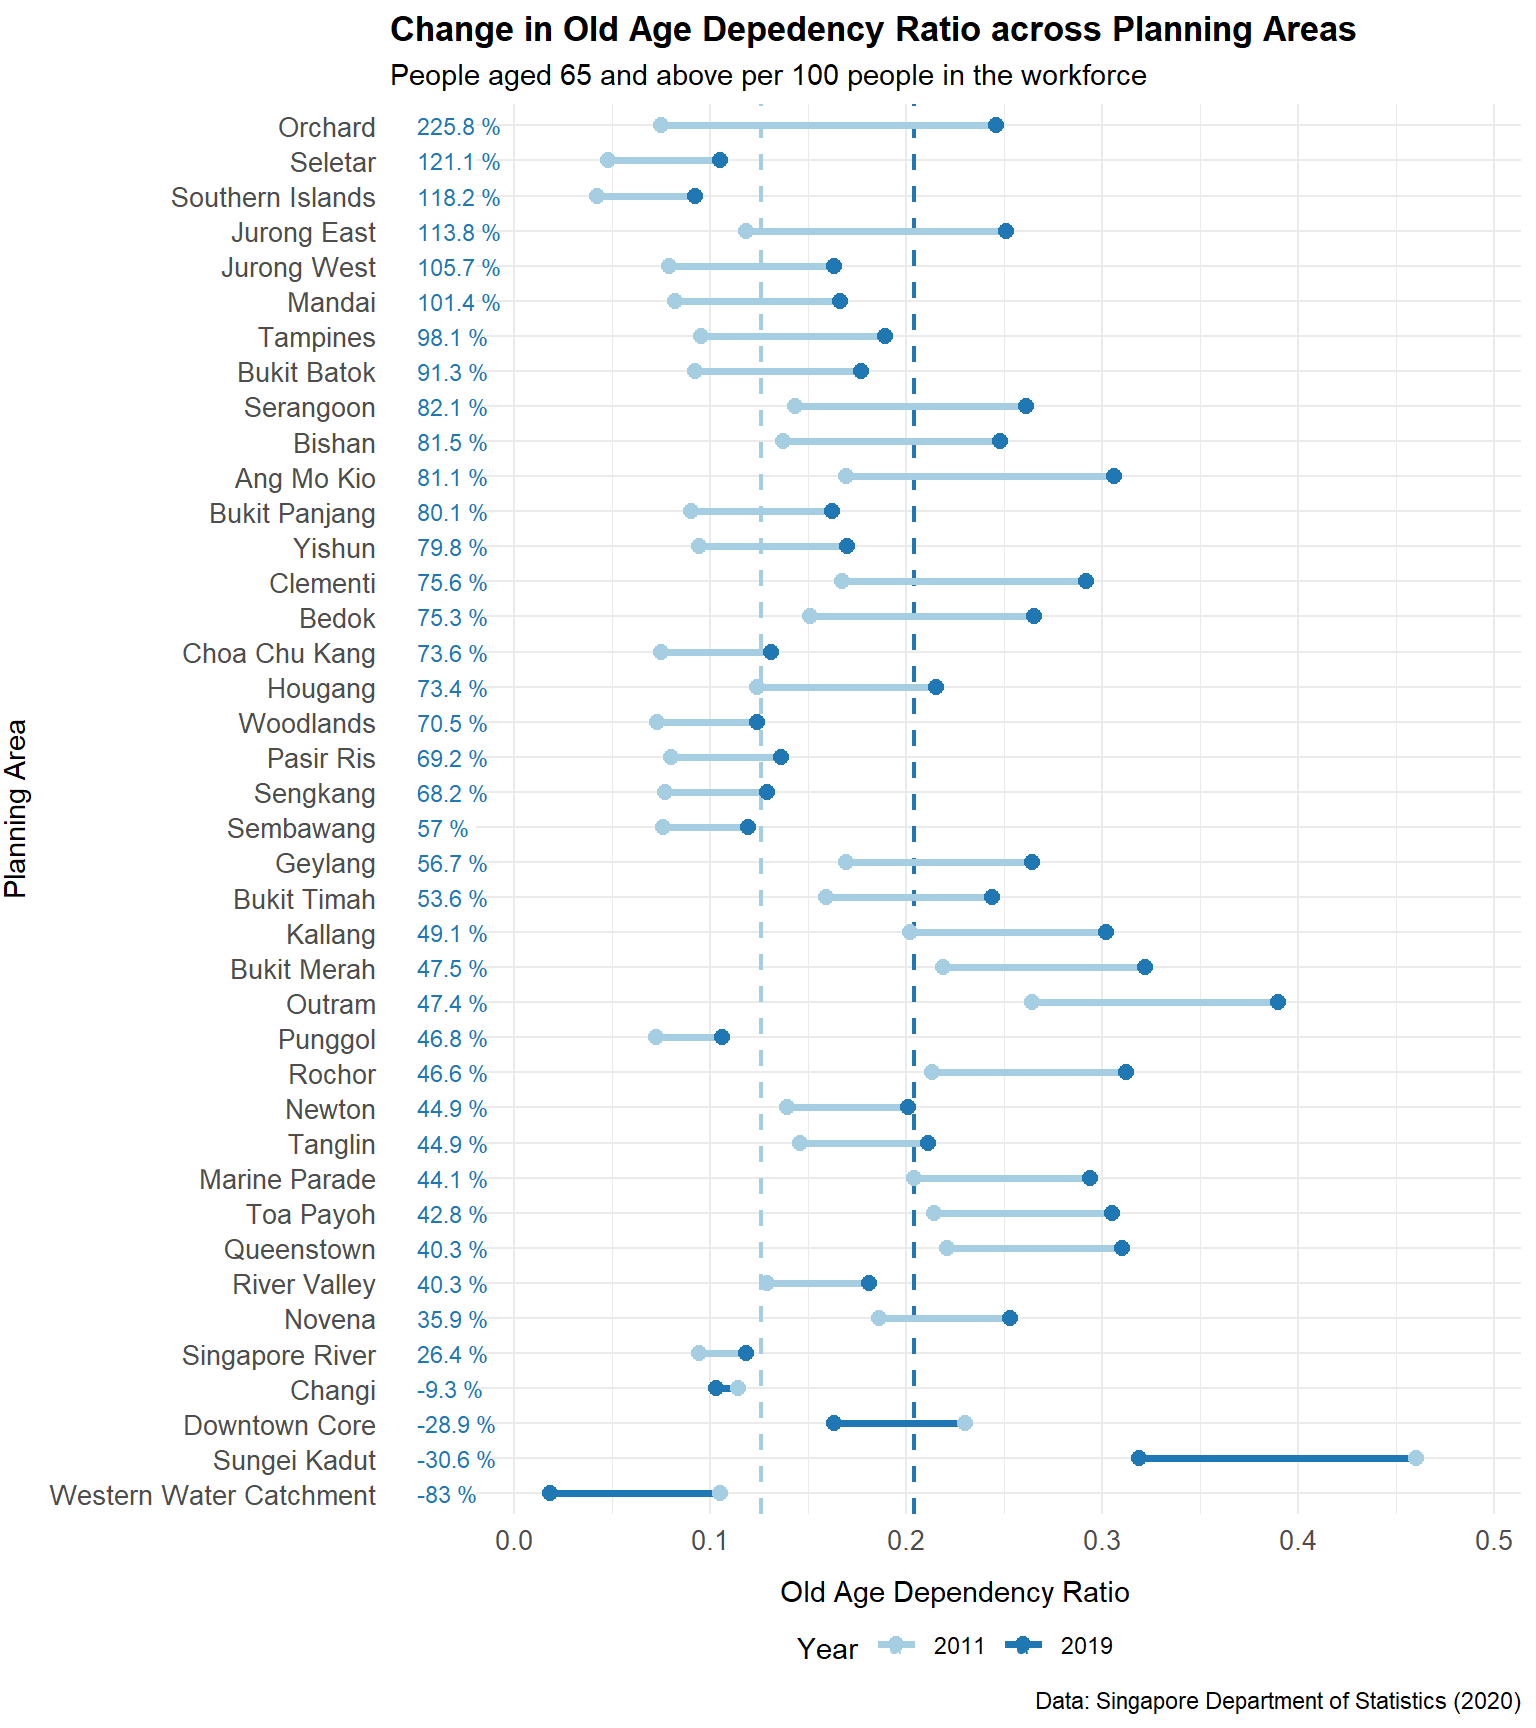 Change in Old Age Depedency Ratio across Planning Areas
People aged 65 and above per 100 people in the workforce
Planning Area
Orchard 225.8 %
Seletar 121.1 %
Southern Islands 118.2 %
Jurong East 113.8 %
Jurong West 105.7 %
Mandai 101.4 %
Tampines 98.1 %
Bukit Batok 91.3 %
Serangoon 82.1 %
Bishan 81.5 %
Ang Mo Kio 81.1 %
Bukit Panjang 80.1 %
Yishun 79.8 %
Clementi 75.6 %
Bedok 75.3 %
Choa Chu Kang 73.6 %
Hougang 73.4 %
Woodlands 70.5 %
Pasir Ris 69.2 %
Sengkang 68.2 %
Sembawang 57 %
Geylang 56.7 %
Bukit Timah 53.6 %
Kallang 49.1 %
Bukit Merah 47.5 %
Outram 47.4 %
Punggol 46.8 %
Rochor 46.6 %
Newton 44.9 %
Tanglin 44.9 %
Marine Parade 44.1 %
Toa Payoh 42.8 %
Queenstown 40.3 %
River Valley 40.3 %
Novena 35.9 %
Singapore River 26.4 %
Changi -9.3 %
Downtown Core -28.9 %
Sungei Kadut -30.6 %
Western Water Catchment -83 %
0.0 0.1 0.2 0.3 0.4 0.5
Old Age Dependency Ratio
Year 2011 2019
Data: Singapore Department of Statistics (2020)